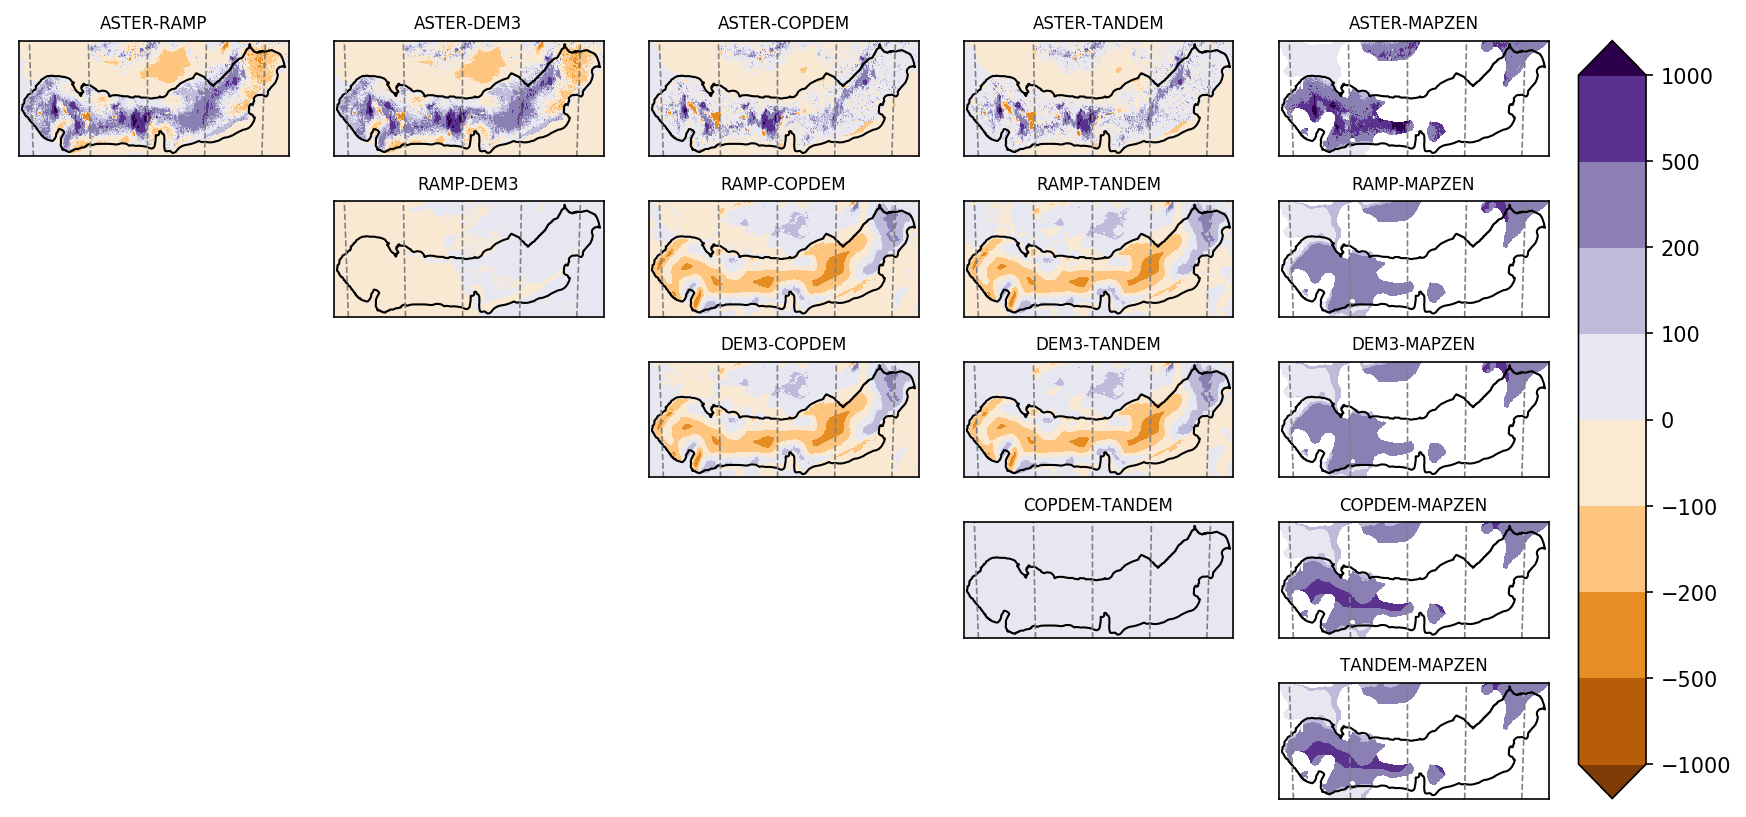 ASTER-RAMP
ASTER-DEM3
ASTER-COPDEM
ASTER-TANDEM
ASTER-MAPZEN
RAMP-DEM3
RAMP-COPDEM
RAMP-TANDEM
RAMP-MAPZEN
DEM3-COPDEM
DEM3-TANDEM
DEM3-MAPZEN
COPDEM-TANDEM
COPDEM-MAPZEN
TANDEM-MAPZEN
1000
500
200
100
0
−100
−200
−500
−1000